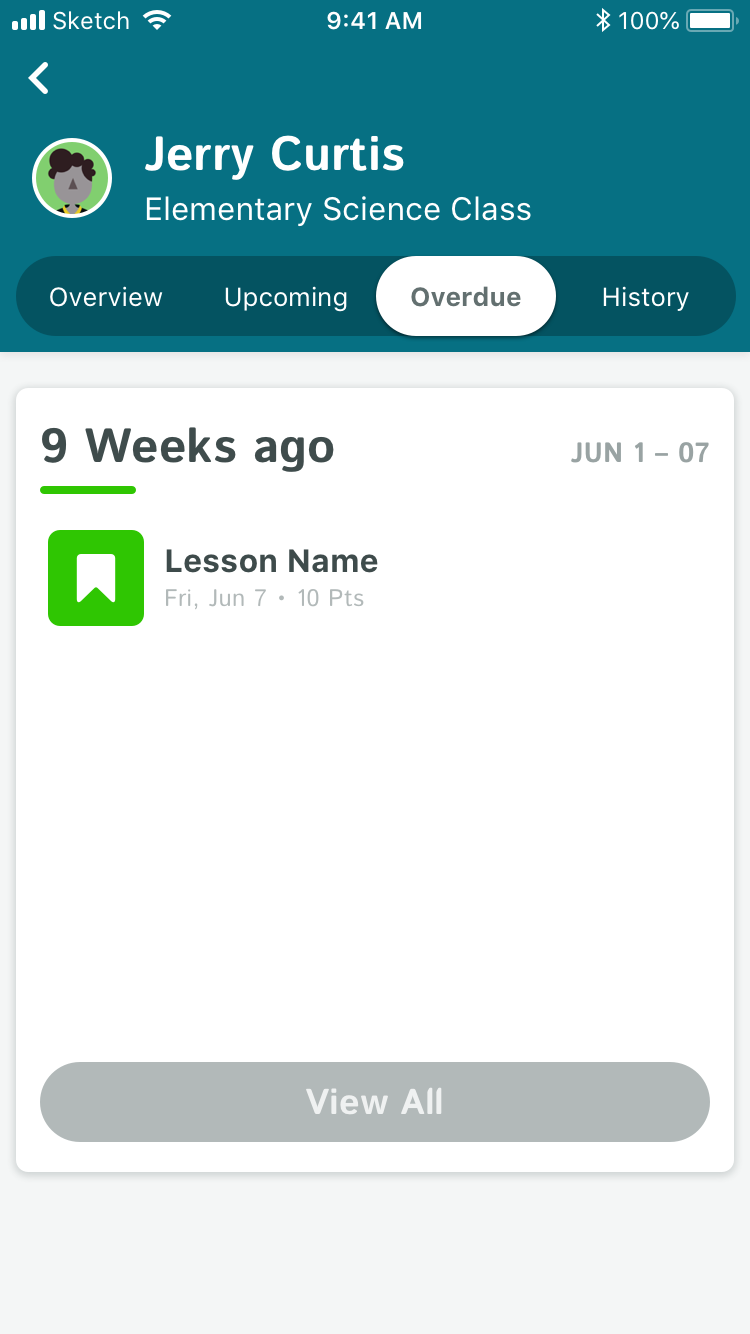 Sketch 9:41 AM 100%
Jerry Curtis
Elementary Science Class
Overview Upcoming Overdue History
9 Weeks ago JUN 1 – 07
Lesson Name
Fri, Jun 7 • 10 Pts
View All